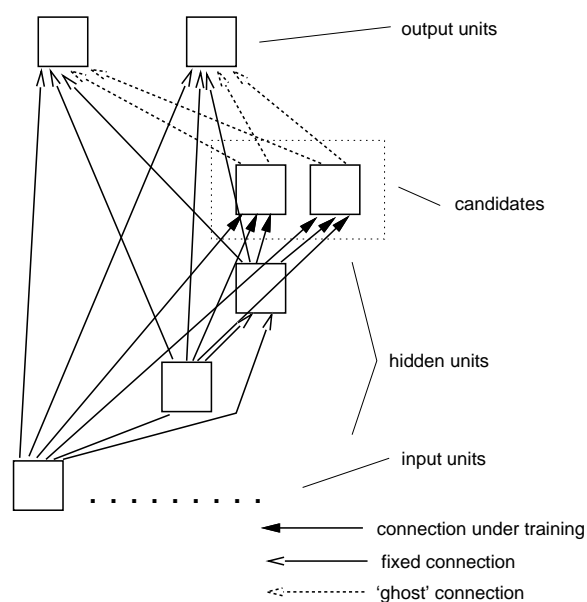 output units
candidates
hidden units
input units
connection under training
fixed connection
‘ghost’ connection